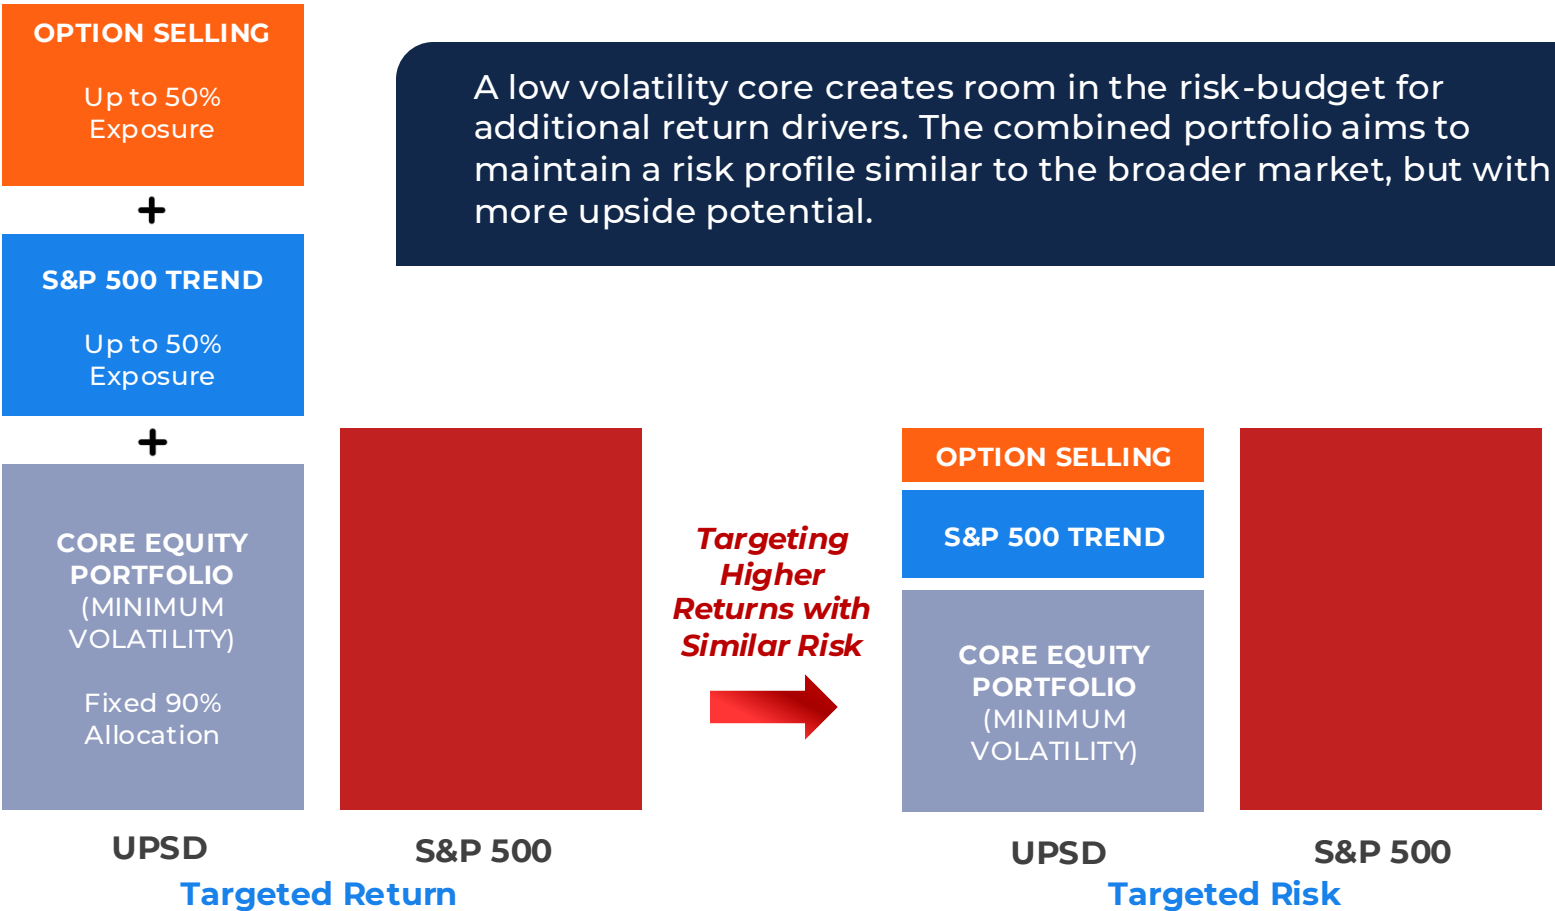 OPTION SELLING
Up to 50%
Exposure
+
S&P 500 TREND
Up to 50%
Exposure
+
CORE EQUITY
PORTFOLIO
(MINIMUM
VOLATILITY)
Fixed 90%
Allocation
UPSD
S&P 500
Targeted Return
A low volatility core creates room in the risk-budget for
additional return drivers. The combined portfolio aims to
maintain a risk profile similar to the broader market, but with
more upside potential.
Targeting
Higher
Returns with
Similar Risk
OPTION SELLING
S&P 500 TREND
CORE EQUITY
PORTFOLIO
(MINIMUM
VOLATILITY)
UPSD
S&P 500
Targeted Risk